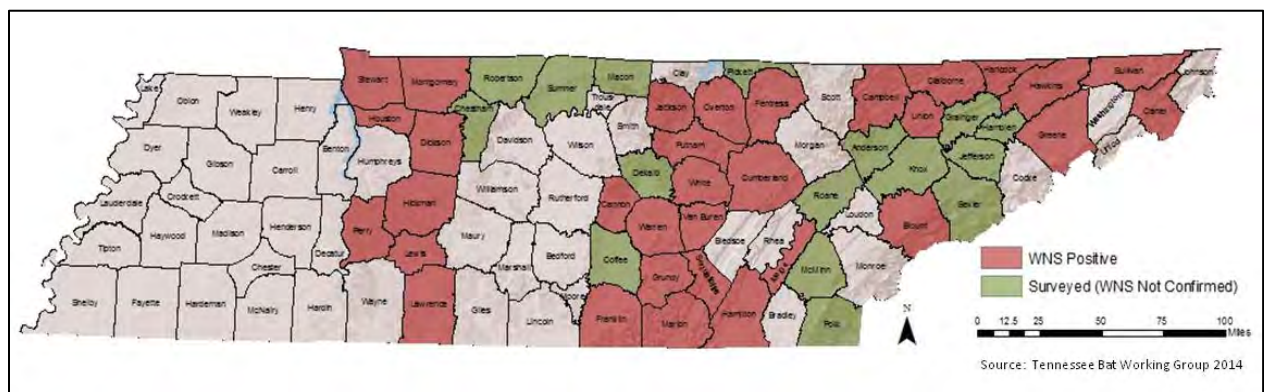 Lake
Obion
Weakley
Henry
Stewart
Montgomery
Robertson
Sumner
Macon
Trous-
dale
Clay
Pickett
Scott
Campbell
Claiborne
Hancock
Hawkins
Sullivan
Johnson
Carter
Washington
Unicoi
Greene
Union
Grainger
Hamblen
Jefferson
Cocke
Dyer
Gibson
Carroll
Benton
Houston
Humphreys
Dickson
Cheatham
Davidson
Wilson
Smith
Jackson
Overton
Fentress
Putnam
Morgan
Anderson
Knox
Sevier
Blount
Loudon
Roane
Cumberland
White
Dekalb
Cannon
Rutherford
Williamson
Hickman
Perry
Lewis
Maury
Marshall
Bedford
Coffee
Warren
Van Buren
Bledsoe
Rhea
Meigs
McMinn
Monroe
Polk
Bradley
Hamilton
Sequatchie
Grundy
Marion
Franklin
Moore
Lincoln
Giles
Lawrence
Wayne
Hardin
McNairy
Hardeman
Fayette
Shelby
Tipton
Haywood
Madison
Chester
Henderson
Decatur
Crockett
Lauderdale
WNS Positive
Surveyed (WNS Not Confirmed)
N
0 12.5 25 50 75 100
Miles
Source: Tennessee Bat Working Group 2014